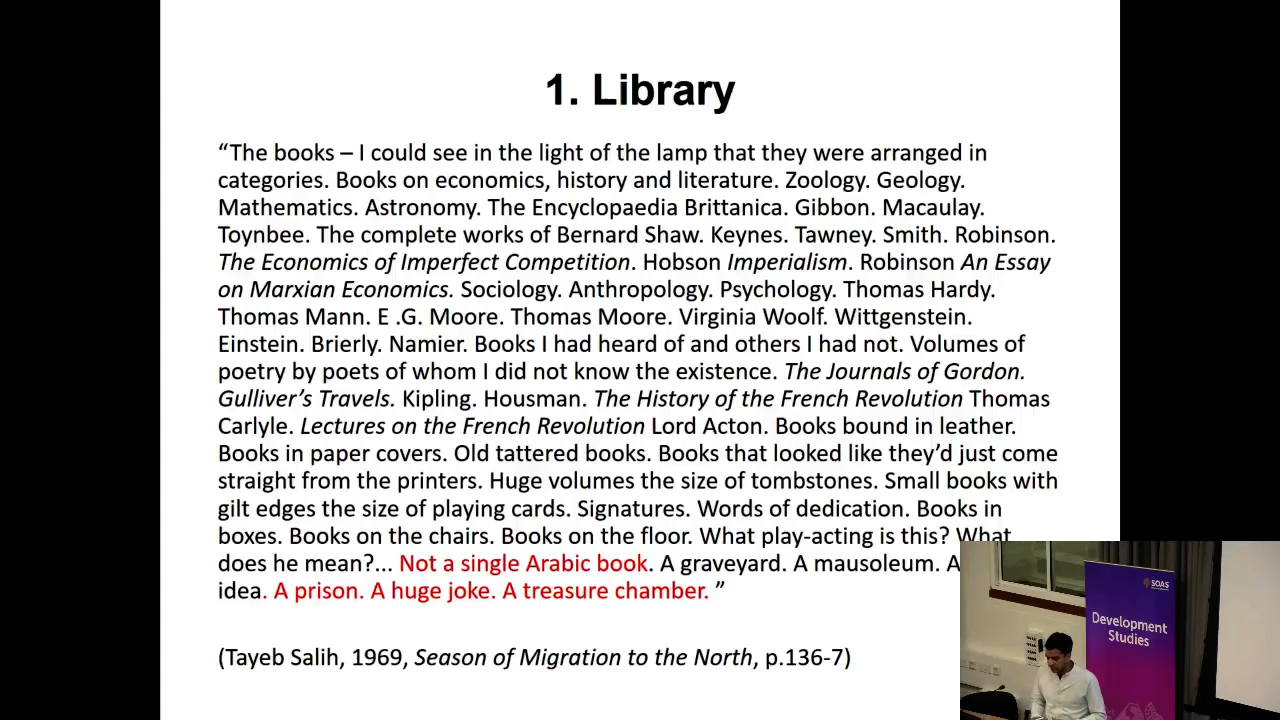 1. Library
“The books – I could see in the light of the lamp that they were arranged in
categories. Books on economics, history and literature. Zoology. Geology.
Mathematics. Astronomy. The Encyclopaedia Brittanica. Gibbon. Macaulay.
Toynbee. The complete works of Bernard Shaw. Keynes. Tawney. Smith. Robinson.
The Economics of Imperfect Competition. Hobson Imperialism. Robinson An Essay
on Marxian Economics. Sociology. Anthropology. Psychology. Thomas Hardy.
Thomas Mann. E .G. Moore. Thomas Moore. Virginia Woolf. Wittgenstein.
Einstein. Brierly. Namier. Books I had heard of and others I had not. Volumes of
poetry by poets of whom I did not know the existence. The Journals of Gordon.
Gulliver’s Travels. Kipling. Housman. The History of the French Revolution Thomas
Carlyle. Lectures on the French Revolution Lord Acton. Books bound in leather.
Books in paper covers. Old tattered books. Books that looked like they’d just come
straight from the printers. Huge volumes the size of tombstones. Small books with
gilt edges the size of playing cards. Signatures. Words of dedication. Books in
boxes. Books on the chairs. Books on the floor. What play-acting is this? What
does he mean?... Not a single Arabic book. A graveyard. A mausoleum. A
idea. A prison. A huge joke. A treasure chamber. ”
(Tayeb Salih, 1969, Season of Migration to the North, p.136-7)
SOAS
Development
Studies